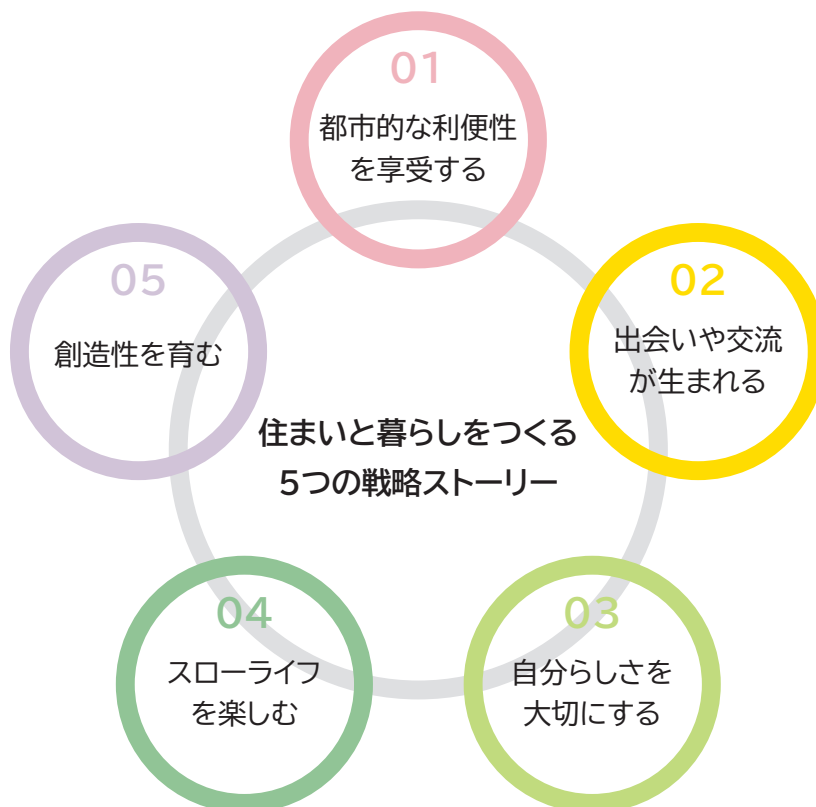 01
都市的な利便性
を享受する
02
出会いや交流
が生まれる
03
自分らしさを
大切にする
04
スローライフ
を楽しむ
05
創造性を育む
住まいと暮らしをつくる
5つの戦略ストーリー